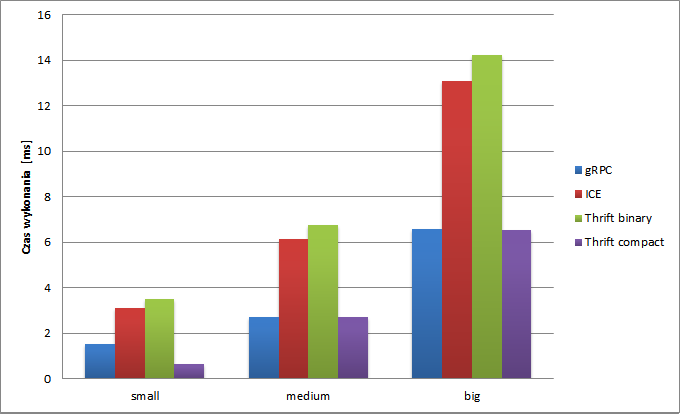 16
14
12
10
8
6
4
2
0
Czas wykonania [ms]
small
medium
big
gRPC
ICE
Thrift binary
Thrift compact